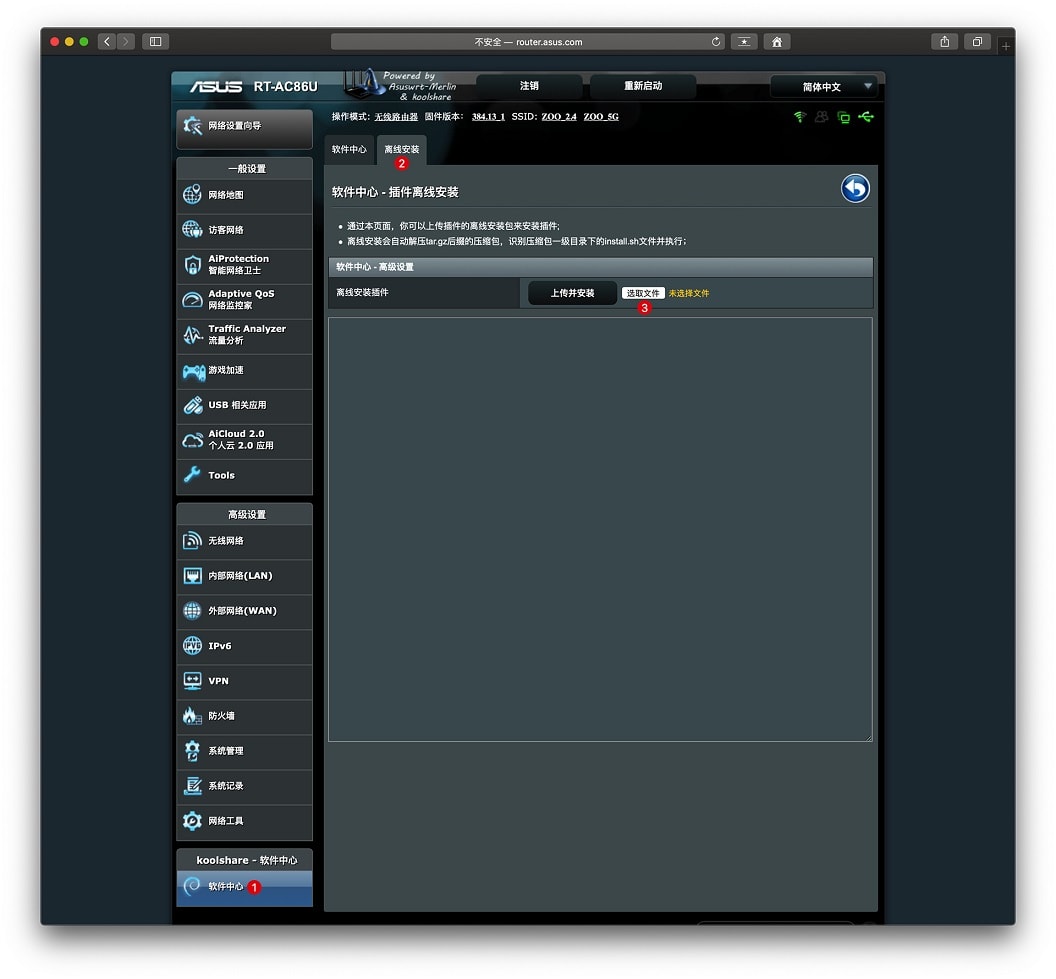 不安全 — router.asus.com
ASUS RT-AC86U
Powered by
Asuswrt-Merlin
& koolshare
注销
重新启动
简体中文
操作模式: 无线路由器 固件版本: 384.13_1 SSID: ZOO_2.4 ZOO_5G
网络设置向导
一般设置
网络地图
访客网络
AiProtection
智能网络卫士
Adaptive QoS
网络监控家
Traffic Analyzer
流量分析
游戏加速
USB 相关应用
AiCloud 2.0
个人云 2.0 应用
Tools
高级设置
无线网络
内部网络(LAN)
外部网络(WAN)
IPv6
VPN
防火墙
系统管理
系统记录
网络工具
koolshare - 软件中心
软件中心 1
软件中心
离线安装
2
软件中心 - 插件离线安装
通过本页面，你可以上传插件的离线安装包来安装插件;
离线安装会自动解压tar.gz后缀的压缩包，识别压缩包一级目录下的install.sh文件并执行；
软件中心 - 高级设置
离线安装插件
上传并安装
选取文件 未选择文件
3